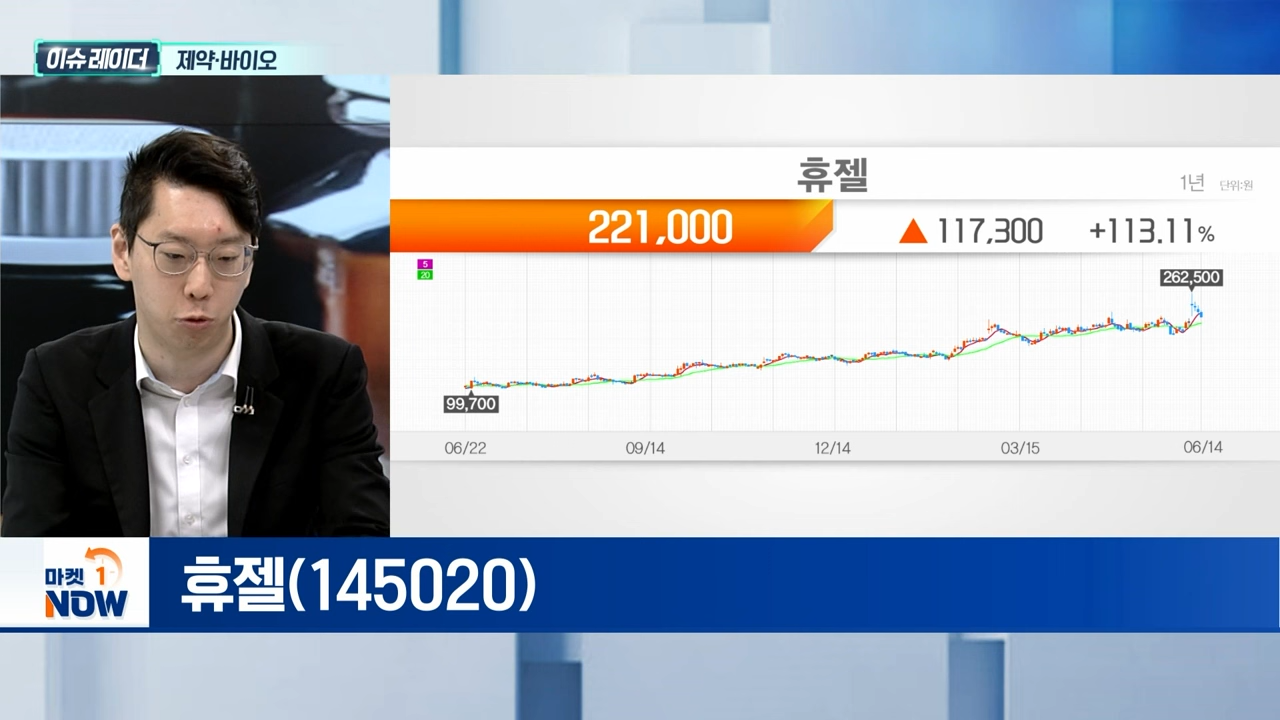 이슈레이더 제약·바이오
휴젤
1년 단위:원
221,000 ▲ 117,300 +113.11%
5
20
262,500
99,700
06/22 09/14 12/14 03/15 06/14
마켓 1
NOW
휴젤(145020)